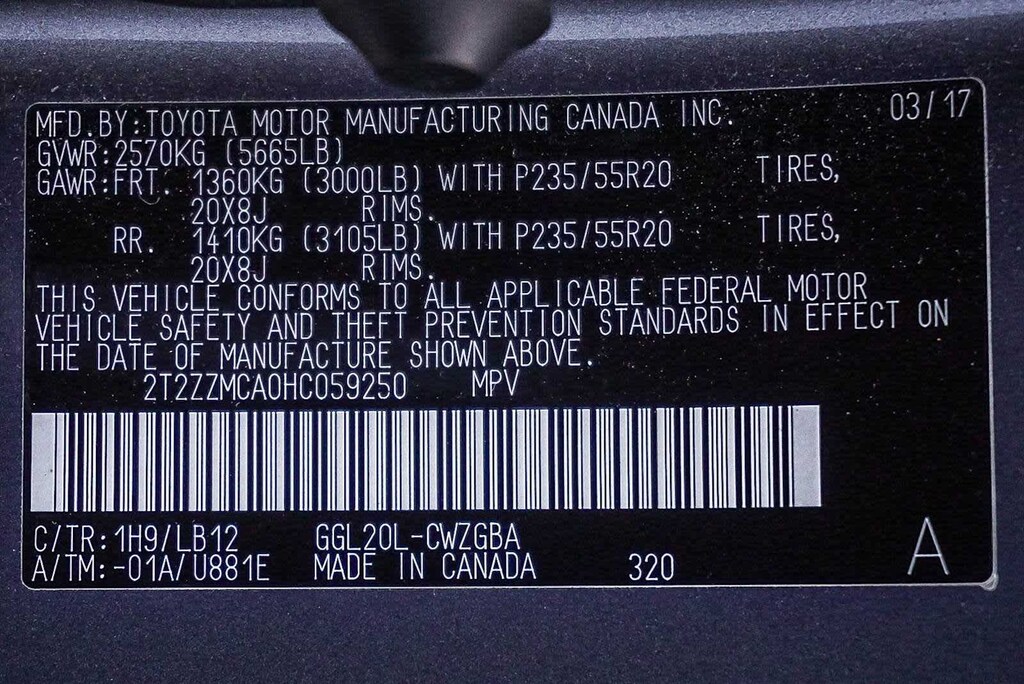 MFD.BY:TOYOTA MOTOR MANUFACTURING CANADA INC. 03/17
GVWR:2570KG (5665LB)
GAWR:FRT. 1360KG (3000LB) WITH P235/55R20 TIRES,
20X8J RIMS.
RR. 1410KG (3105LB) WITH P235/55R20 TIRES,
20X8J RIMS.
THIS VEHICLE CONFORMS TO ALL APPLICABLE FEDERAL MOTOR
VEHICLE SAFETY AND THEFT PREVENTION STANDARDS IN EFFECT ON
THE DATE OF MANUFACTURE SHOWN ABOVE.
2T2ZZMCA0HC059250 MPV
C/TR:1H9/LB12 GGL20L-CWZGBA
A/TM:-01A/U881E MADE IN CANADA 320 A